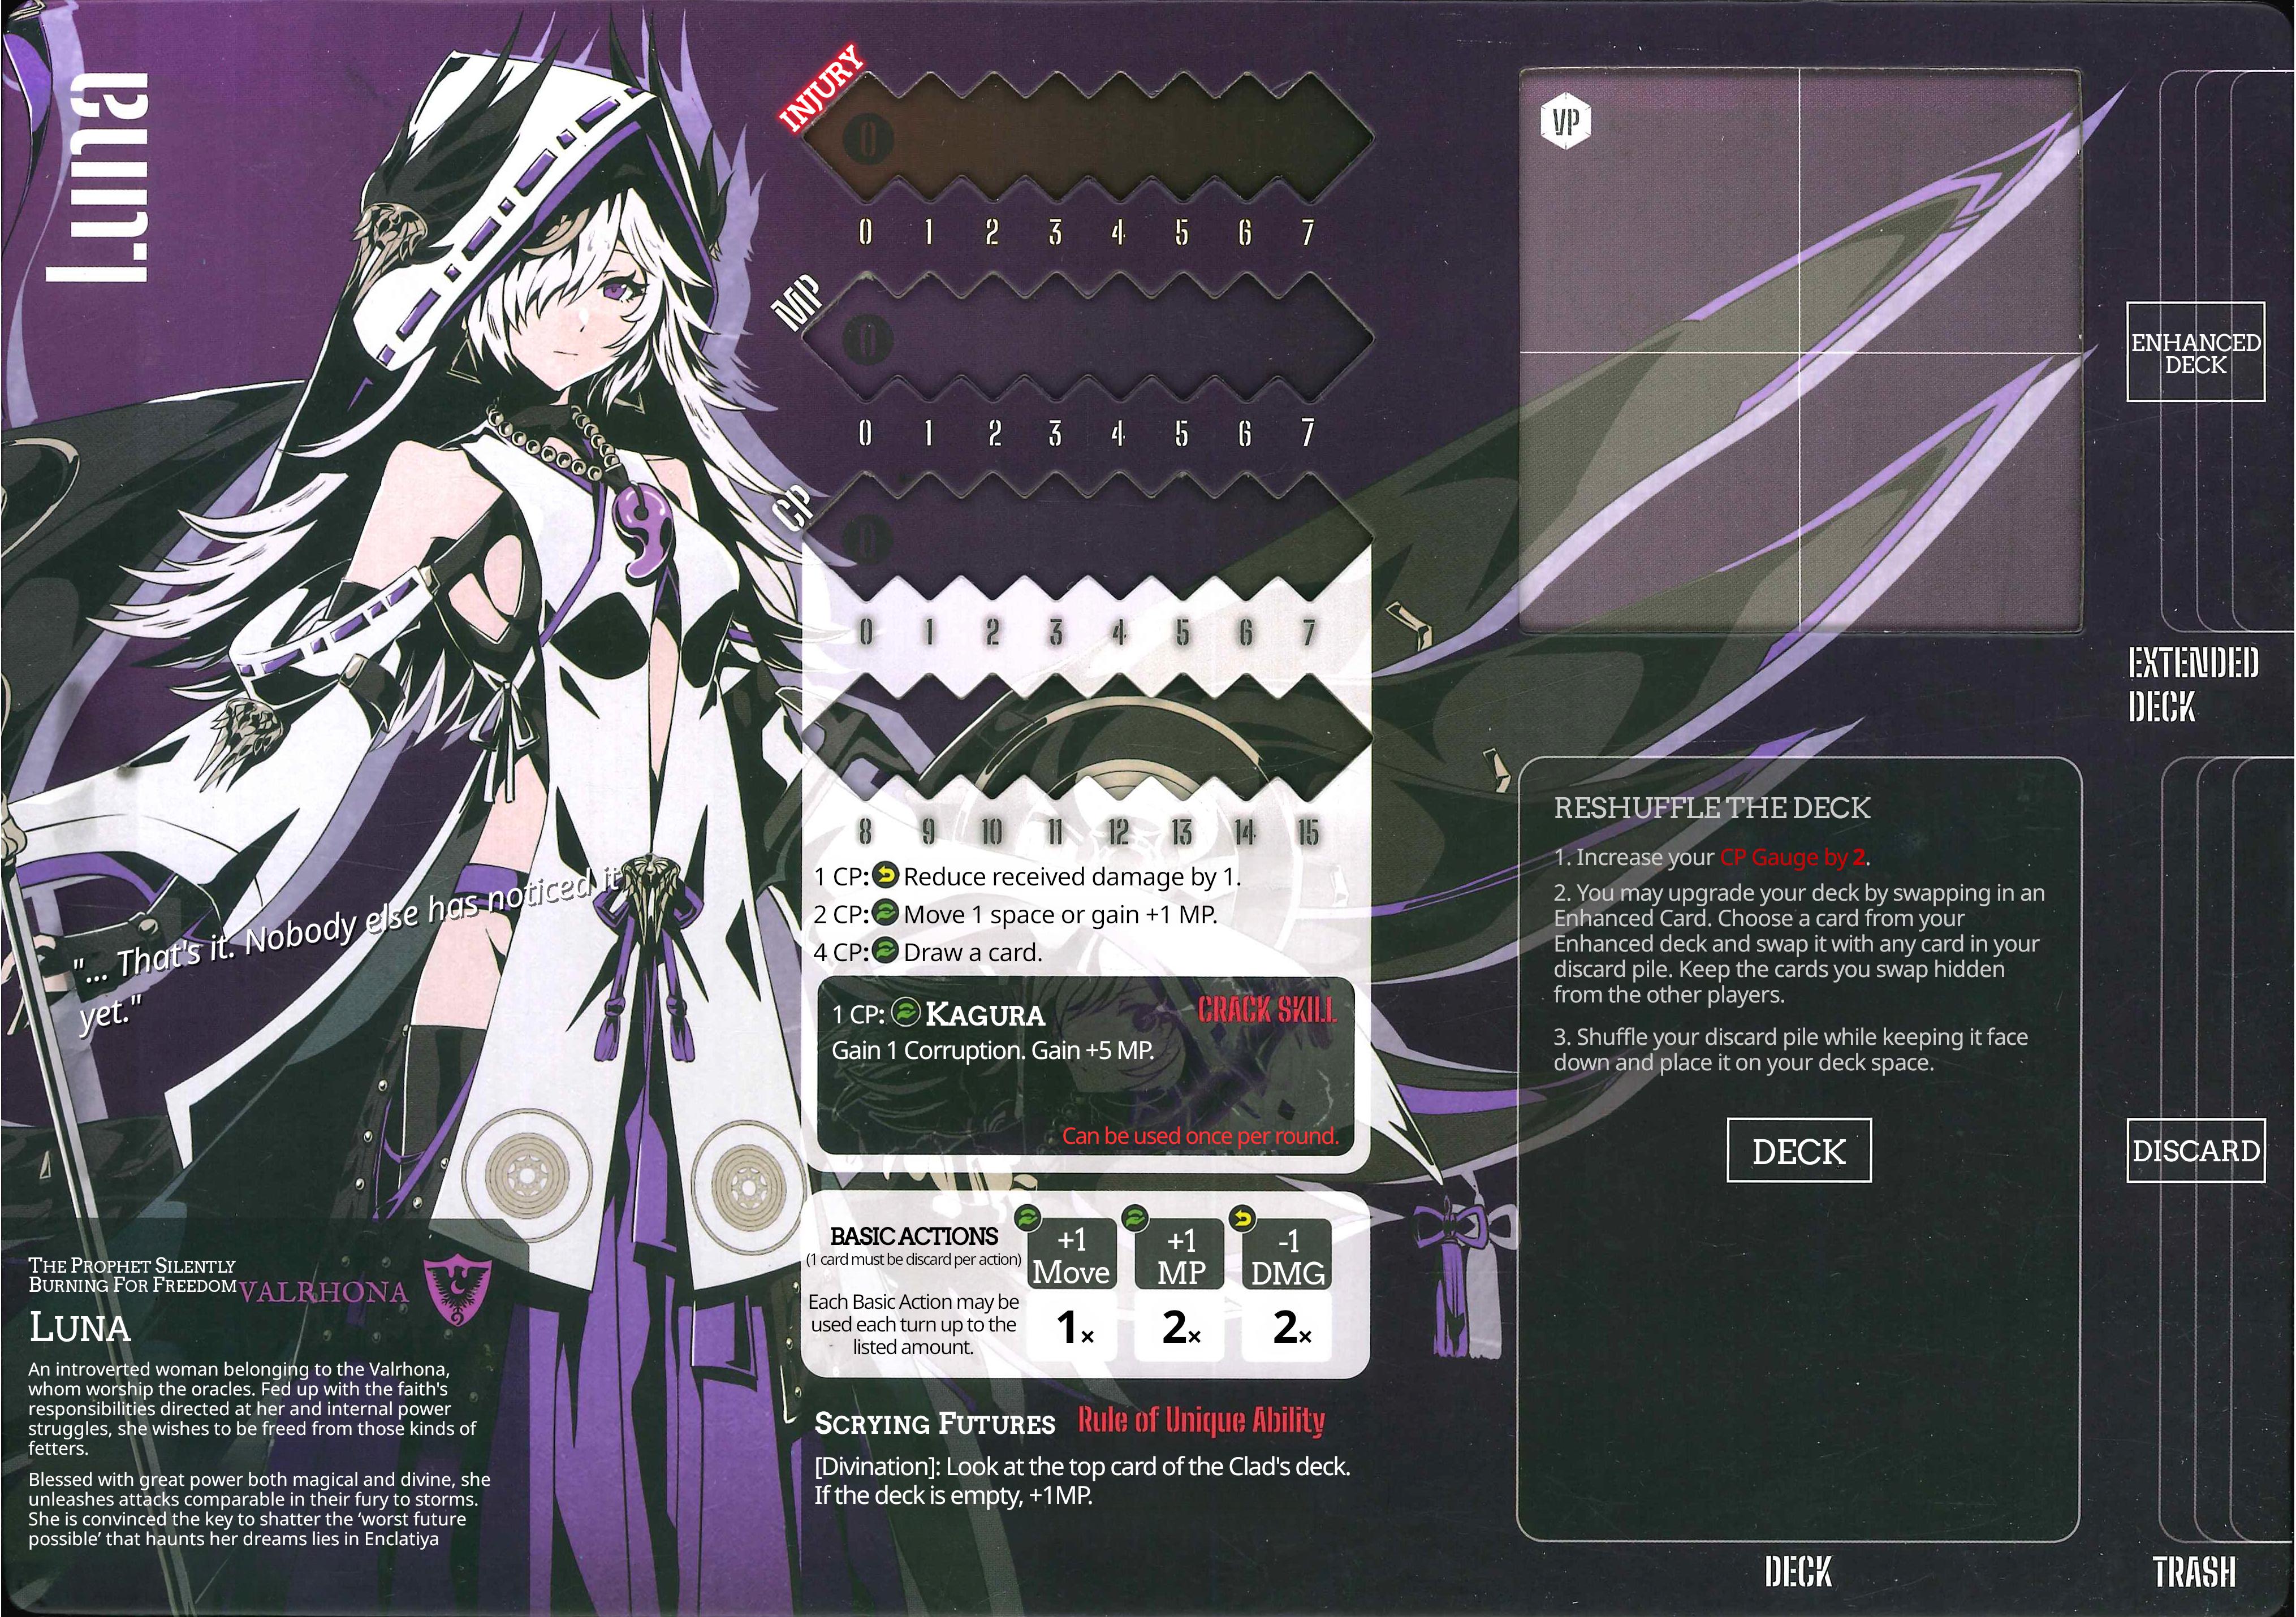 Luna
INJURY
0
0 1 2 3 4 5 6 7
MP
0
0 1 2 3 4 5 6 7
CP
0
0 1 2 3 4 5 6 7
8 9 10 11 12 13 14 15
1 CP: Reduce received damage by 1.
2 CP: Move 1 space or gain +1 MP.
4 CP: Draw a card.
1 CP: KAGURA
CRACK SKILL
Gain 1 Corruption. Gain +5 MP.
Can be used once per round.
BASIC ACTIONS
(1 card must be discard per action)
Each Basic Action may be
used each turn up to the
listed amount.
+1
Move
1×
+1
MP
2×
-1
DMG
2×
SCRYING FUTURES Rule of Unique Ability
[Divination]: Look at the top card of the Clad's deck.
If the deck is empty, +1MP.
"... That's it. Nobody else has noticed it
yet."
THE PROPHET SILENTLY
BURNING FOR FREEDOM
VALRHONA
LUNA
An introverted woman belonging to the Valrhona,
whom worship the oracles. Fed up with the faith's
responsibilities directed at her and internal power
struggles, she wishes to be freed from those kinds of
fetters.
Blessed with great power both magical and divine, she
unleashes attacks comparable in their fury to storms.
She is convinced the key to shatter the ‘worst future
possible’ that haunts her dreams lies in Enclatiya
VP
ENHANCED
DECK
EXTENDED
DECK
RESHUFFLE THE DECK
1. Increase your CP Gauge by 2.
2. You may upgrade your deck by swapping in an
Enhanced Card. Choose a card from your
Enhanced deck and swap it with any card in your
discard pile. Keep the cards you swap hidden
from the other players.
3. Shuffle your discard pile while keeping it face
down and place it on your deck space.
DECK
DISCARD
DECK
TRASH